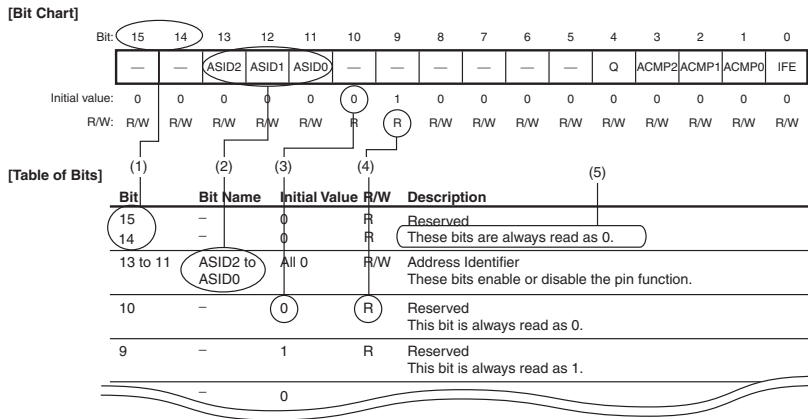 [Bit Chart]
Bit: 15 14 13 12 11 10 9 8 7 6 5 4 3 2 1 0
— — ASID2 ASID1 ASID0 — — — — — — Q ACMP2 ACMP1 ACMP0 IFE
Initial value: 0 0 0 0 0 0 1 0 0 0 0 0 0 0 0 0
R/W: R/W R/W R/W R/W R/W R R R/W R/W R/W R/W R/W R/W R/W R/W R/W
(1) (2) (3) (4) (5)
[Table of Bits]
Bit Bit Name Initial Value R/W Description
15 – 0 R Reserved
14 – 0 R These bits are always read as 0.
13 to 11 ASID2 to All 0 R/W Address Identifier
ASID0 These bits enable or disable the pin function.
10 – 0 R Reserved
This bit is always read as 0.
9 – 1 R Reserved
This bit is always read as 1.
– 0